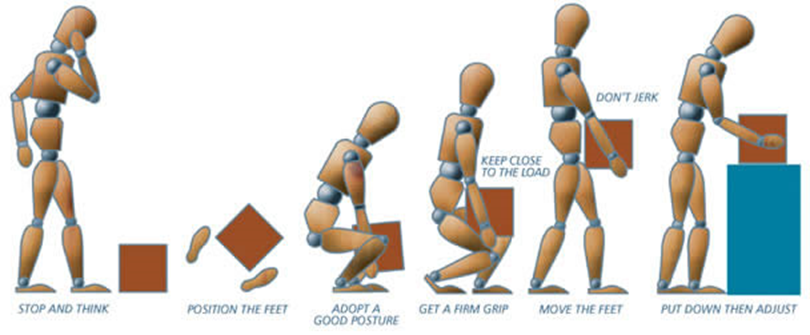 DON'T JERK
KEEP CLOSE
TO THE LOAD
STOP AND THINK
POSITION THE FEET
ADOPT A
GOOD POSTURE
GET A FIRM GRIP
MOVE THE FEET
PUT DOWN THEN ADJUST